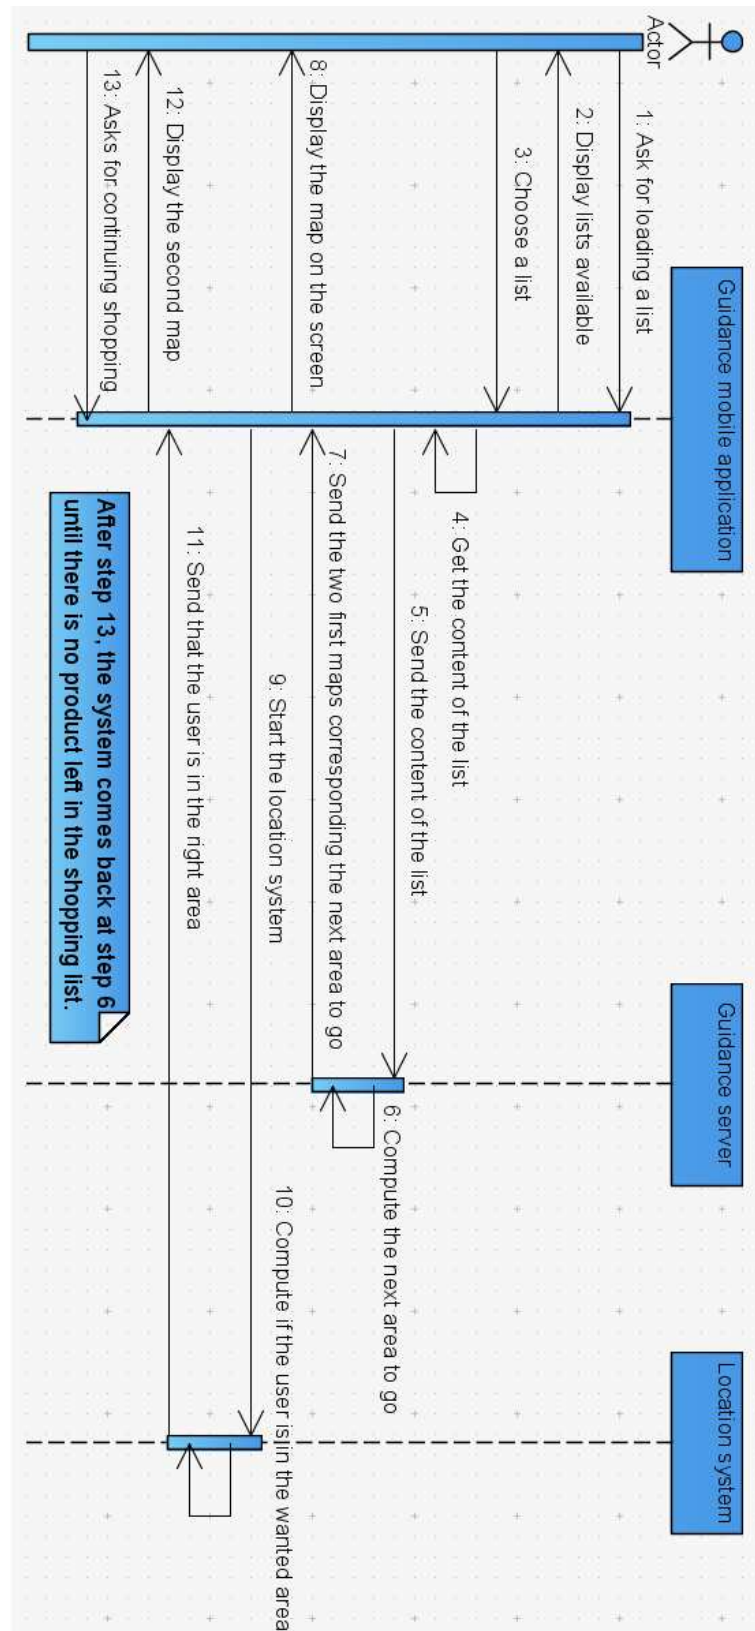 Actor
Guidance mobile application
Guidance server
Location system
1: Ask for loading a list
2: Display lists available
3: Choose a list
4: Get the content of the list
5: Send the content of the list
6: Compute the next area to go
7: Send the two first maps corresponding the next area to go
8: Display the map on the screen
9: Start the location system
10: Compute if the user is in the wanted area
11: Send that the user is in the right area
12: Display the second map
13: Asks for continuing shopping
After step 13, the system comes back at step 6
until there is no product left in the shopping list.